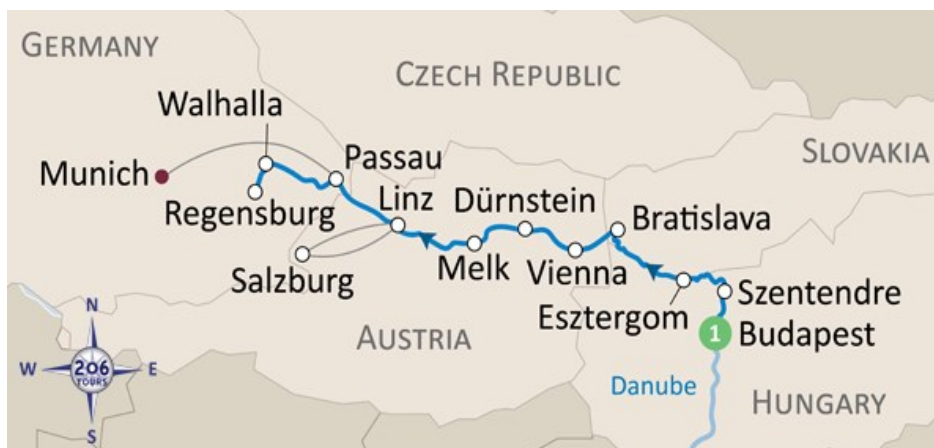 GERMANY
CZECH REPUBLIC
Walhalla
SLOVAKIA
Munich
Passau
Regensburg
Linz
Dürnstein
Bratislava
Salzburg
Melk
Vienna
Esztergom
Szentendre
1
Budapest
AUSTRIA
Danube
HUNGARY
N
W
206
TOURS
E
S